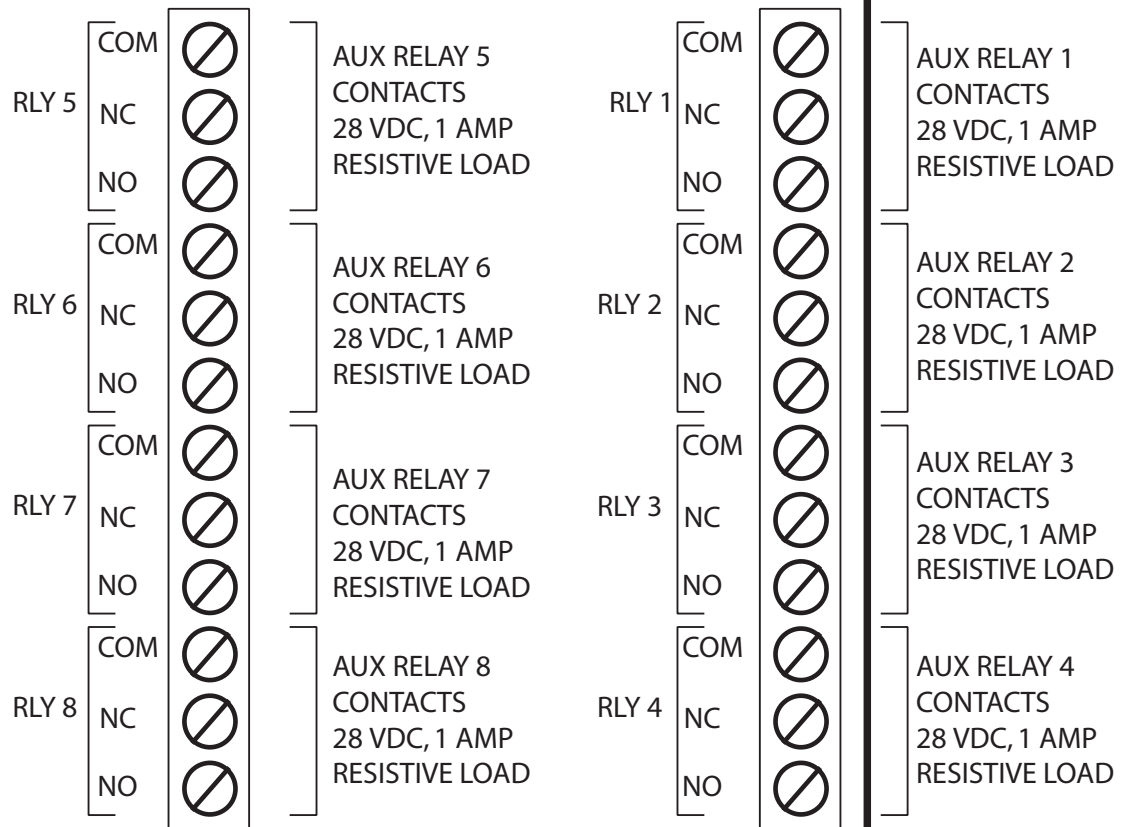 COM
RLY 5
NC
NO
AUX RELAY 5
CONTACTS
28 VDC, 1 AMP
RESISTIVE LOAD
COM
RLY 6
NC
NO
AUX RELAY 6
CONTACTS
28 VDC, 1 AMP
RESISTIVE LOAD
COM
RLY 7
NC
NO
AUX RELAY 7
CONTACTS
28 VDC, 1 AMP
RESISTIVE LOAD
COM
RLY 8
NC
NO
AUX RELAY 8
CONTACTS
28 VDC, 1 AMP
RESISTIVE LOAD
COM
RLY 1
NC
NO
AUX RELAY 1
CONTACTS
28 VDC, 1 AMP
RESISTIVE LOAD
COM
RLY 2
NC
NO
AUX RELAY 2
CONTACTS
28 VDC, 1 AMP
RESISTIVE LOAD
COM
RLY 3
NC
NO
AUX RELAY 3
CONTACTS
28 VDC, 1 AMP
RESISTIVE LOAD
COM
RLY 4
NC
NO
AUX RELAY 4
CONTACTS
28 VDC, 1 AMP
RESISTIVE LOAD